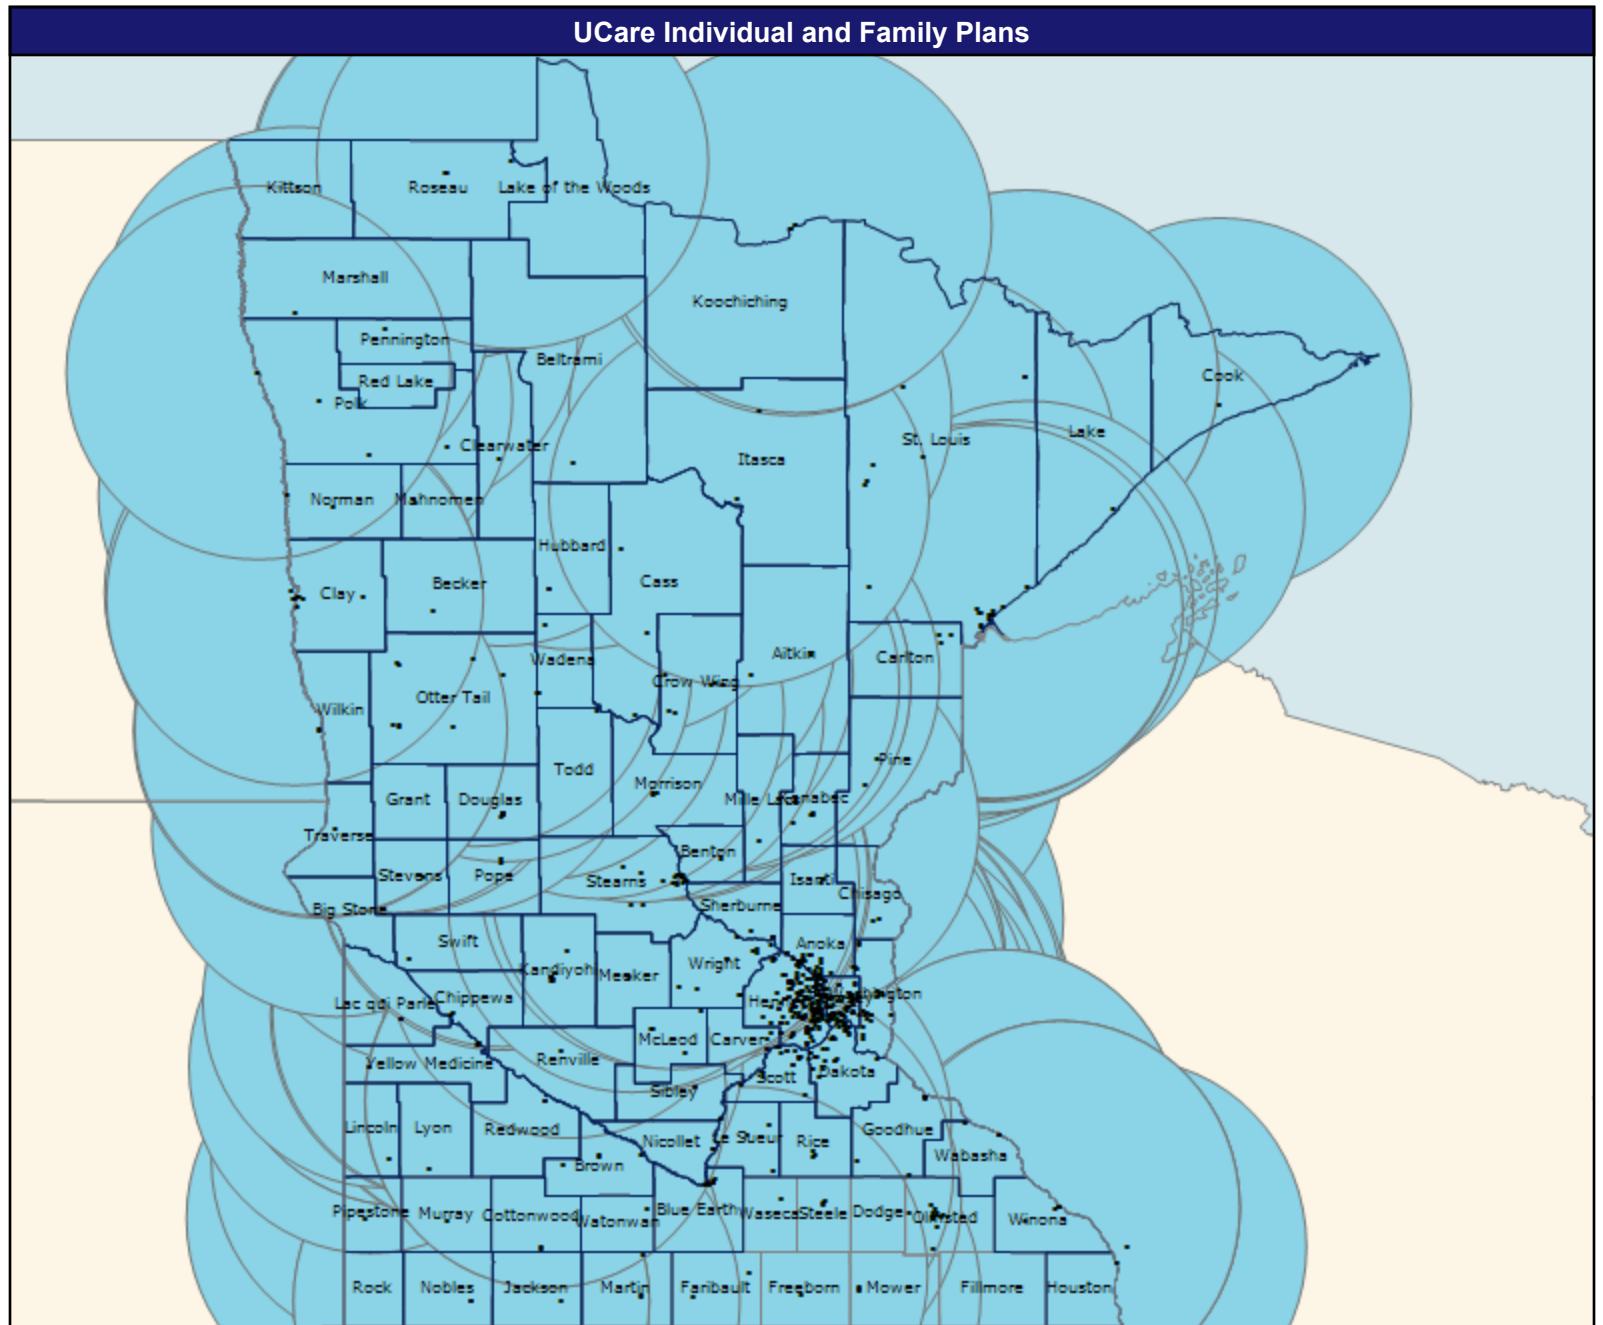 UCare Individual and Family Plans
Kittson
Roseau
Lake of the Woods
Marshall
Koochiching
Pennington
Beltrami
Red Lake
Polk
Cook
Clearwater
St. Louis
Lake
Itasca
Norman
Mahnomen
Hubbard
Cass
Clay
Becker
Wadena
Aitkin
Carlton
Crow Wing
Otter Tail
Wilkin
Pine
Todd
Morrison
Grant
Douglas
Mille Lacs
Kanabec
Traverse
Benton
Stevens
Pope
Stearns
Isanti
Chisago
Big Stone
Sherburne
Swift
Anoka
Kandiyohi
Meeker
Wright
Lac qui Parle
Chippewa
Washington
McLeod
Carver
Yellow Medicine
Renville
Scott
Dakota
Sibley
Lincoln
Lyon
Redwood
Nicollet
Le Sueur
Rice
Goodhue
Wabasha
Brown
Pipestone
Murray
Cottonwood
Watonwan
Blue Earth
Waseca
Steele
Dodge
Olmsted
Winona
Rock
Nobles
Jackson
Martin
Faribault
Freeborn
Mower
Fillmore
Houston